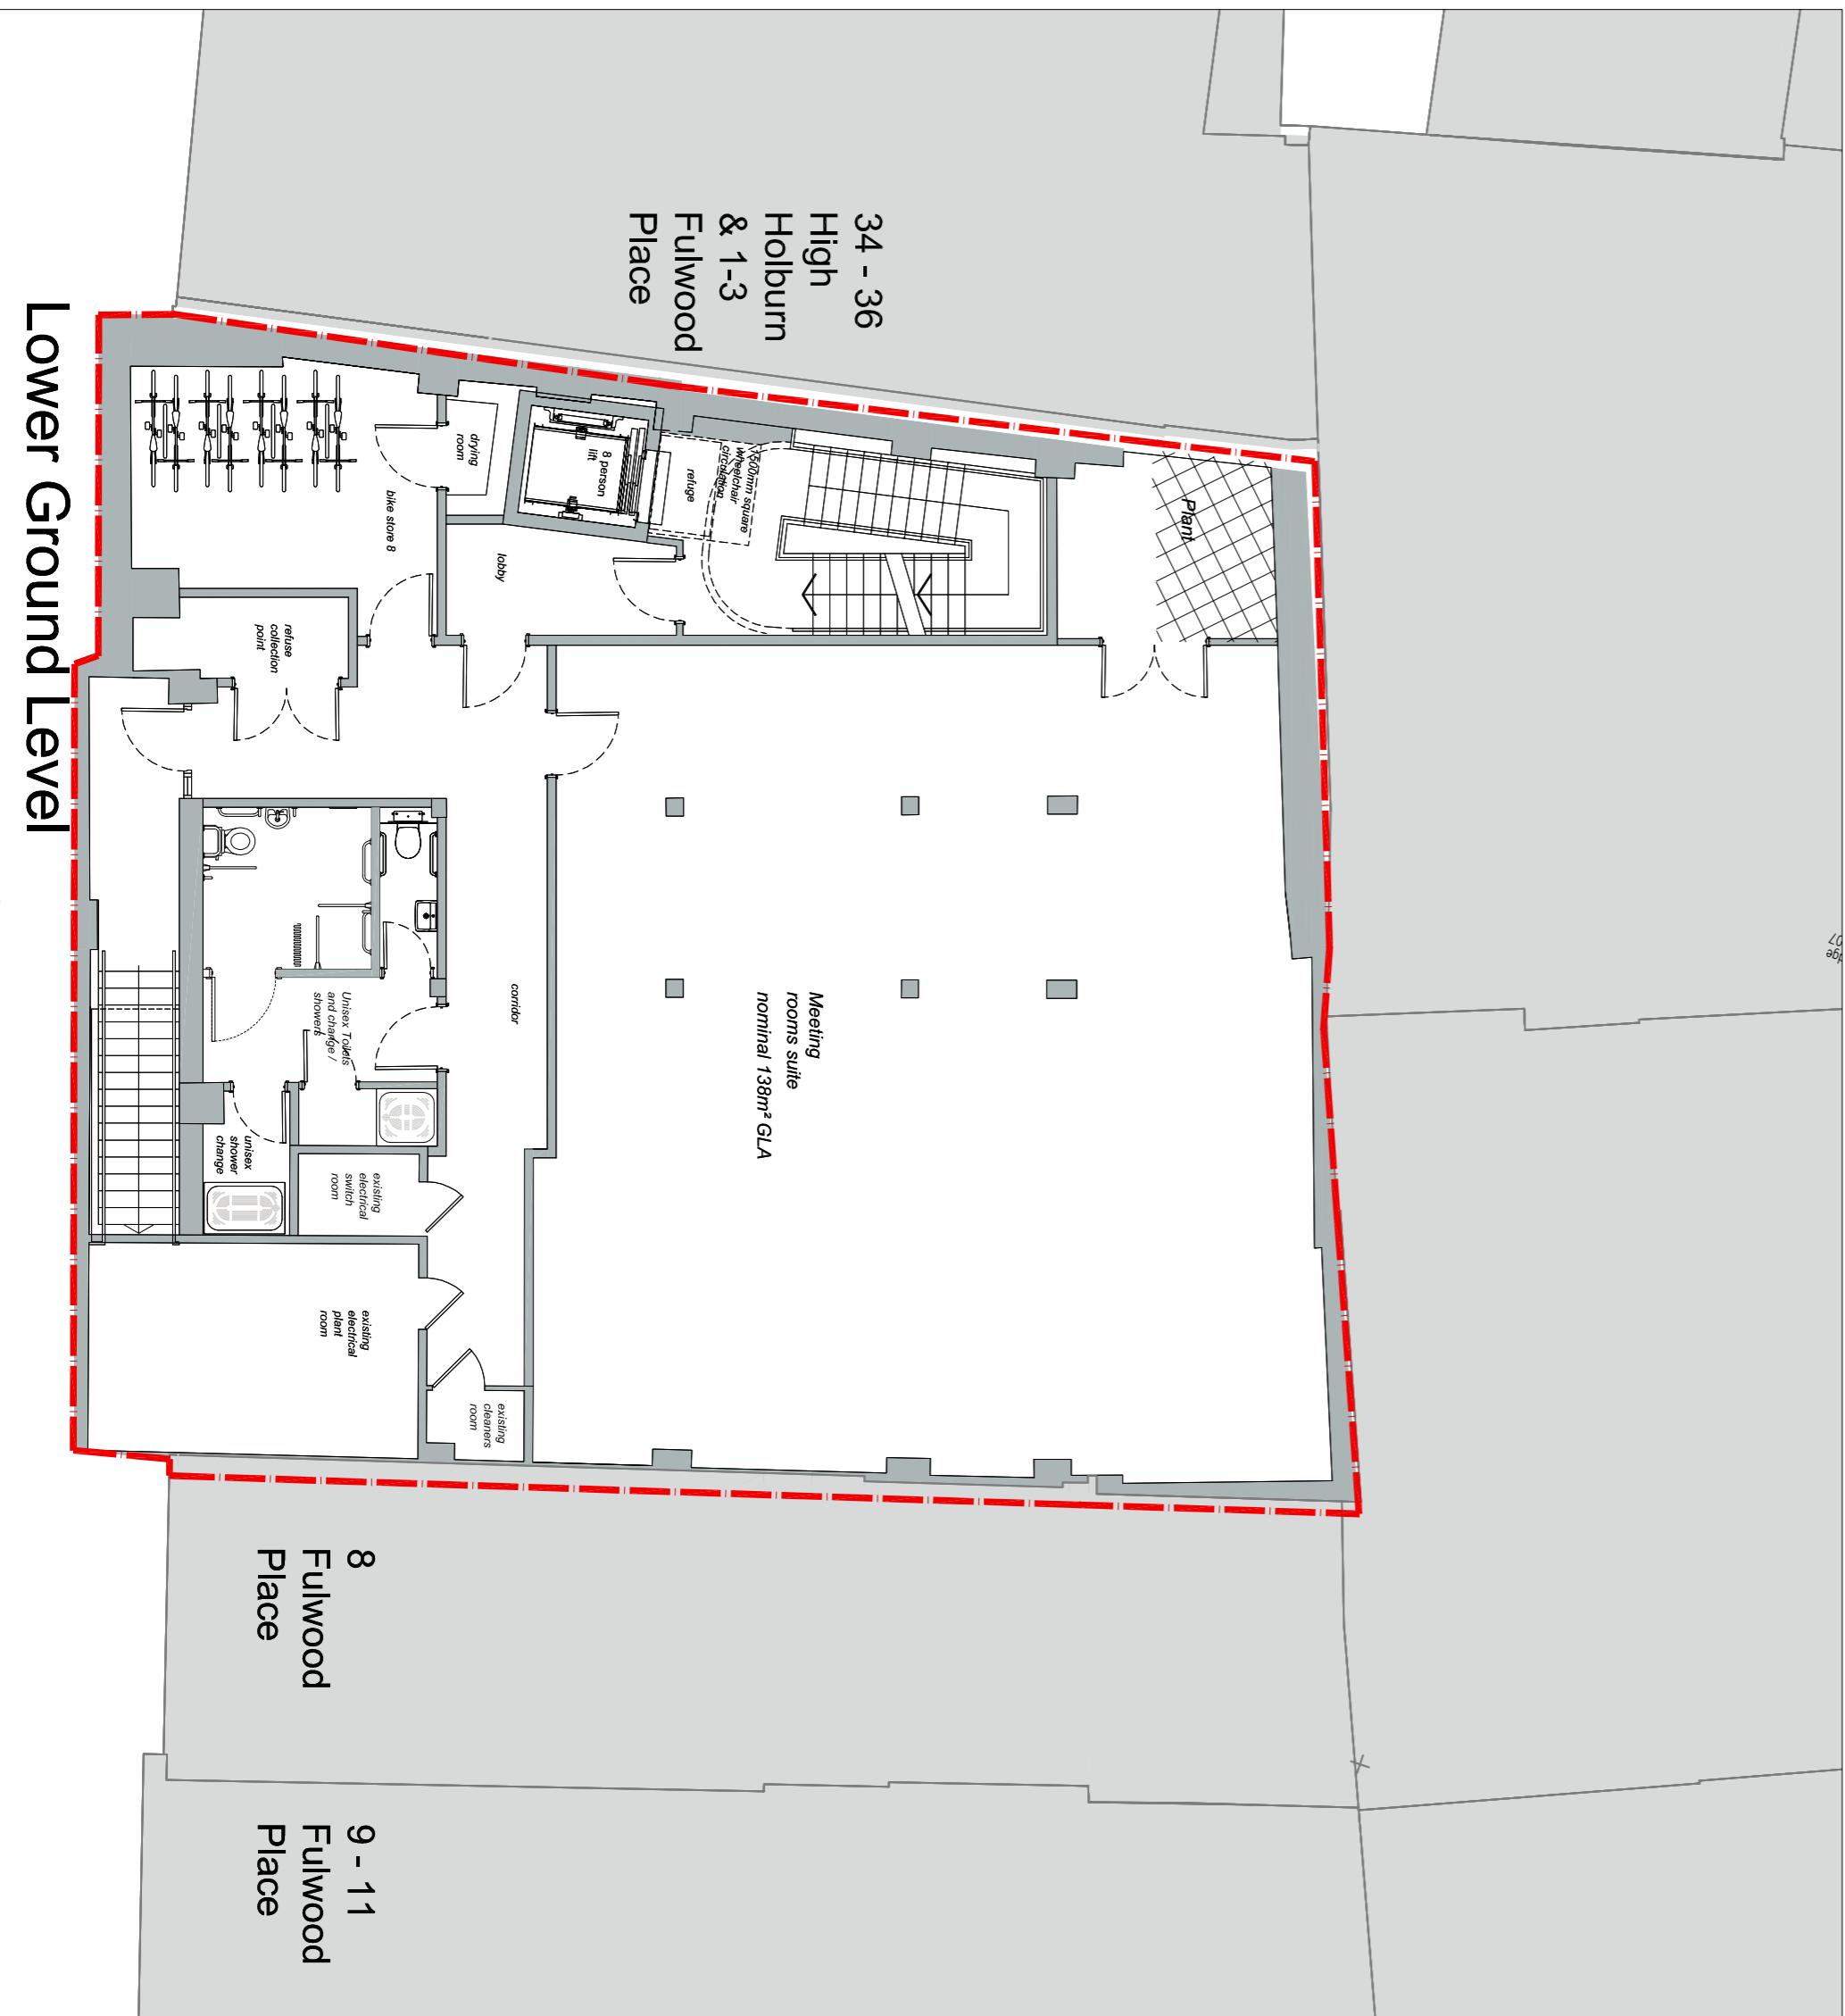 34 - 36
High
Holburn
& 1-3
Fulwood
Place
Plant
1500mm square
wheelchair
circulation
refuge
8 person
lift
drying
room
bike store 8
lobby
refuse
collection
point
Meeting
rooms suite
nominal 138m² GLA
corridor
Unisex Toilets
and change /
showers
unisex
shower
change
existing
electrical
switch
room
existing
electrical
plant
room
existing
cleaners
room
8
Fulwood
Place
9 - 11
Fulwood
Place
Lower Ground Level
07